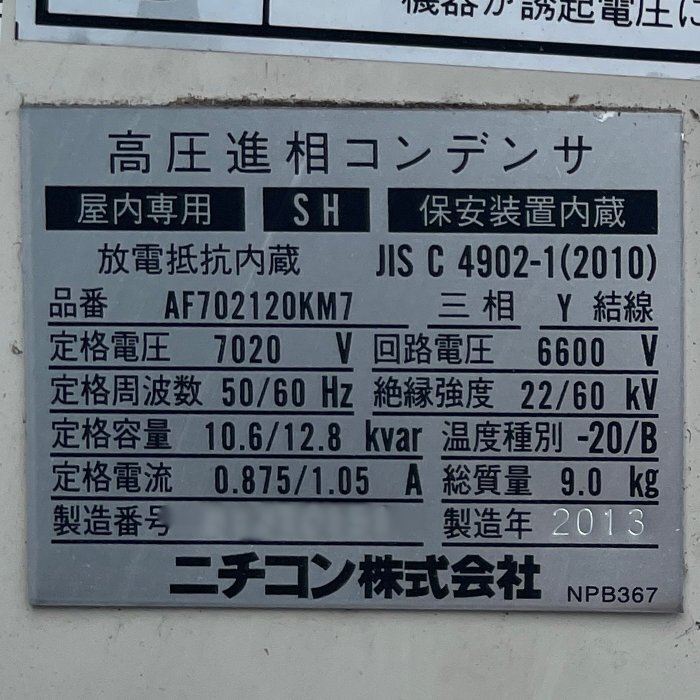 機器が誘起電圧に
高圧進相コンデンサ
屋内専用 SH 保安装置内蔵
放電抵抗内蔵 JIS C 4902-1(2010)
品番 AF702120KM7 三相 Y 結線
定格電圧 7020 V 回路電圧 6600 V
定格周波数 50/60 Hz 絶縁強度 22/60 kV
定格容量 10.6/12.8 kvar 温度種別 -20/B
定格電流 0.875/1.05 A 総質量 9.0 kg
製造番号 製造年 2013
ニチコン株式会社 NPB367